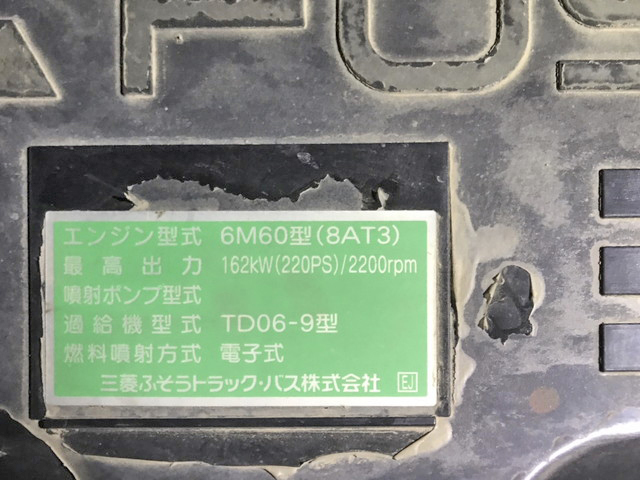 エンジン型式 6M60型(8AT3)
最高出力 162kW(220PS)/2200rpm
噴射ポンプ型式
過給機型式 TD06-9型
燃料噴射方式 電子式
三菱ふそうトラック・バス株式会社 EJ